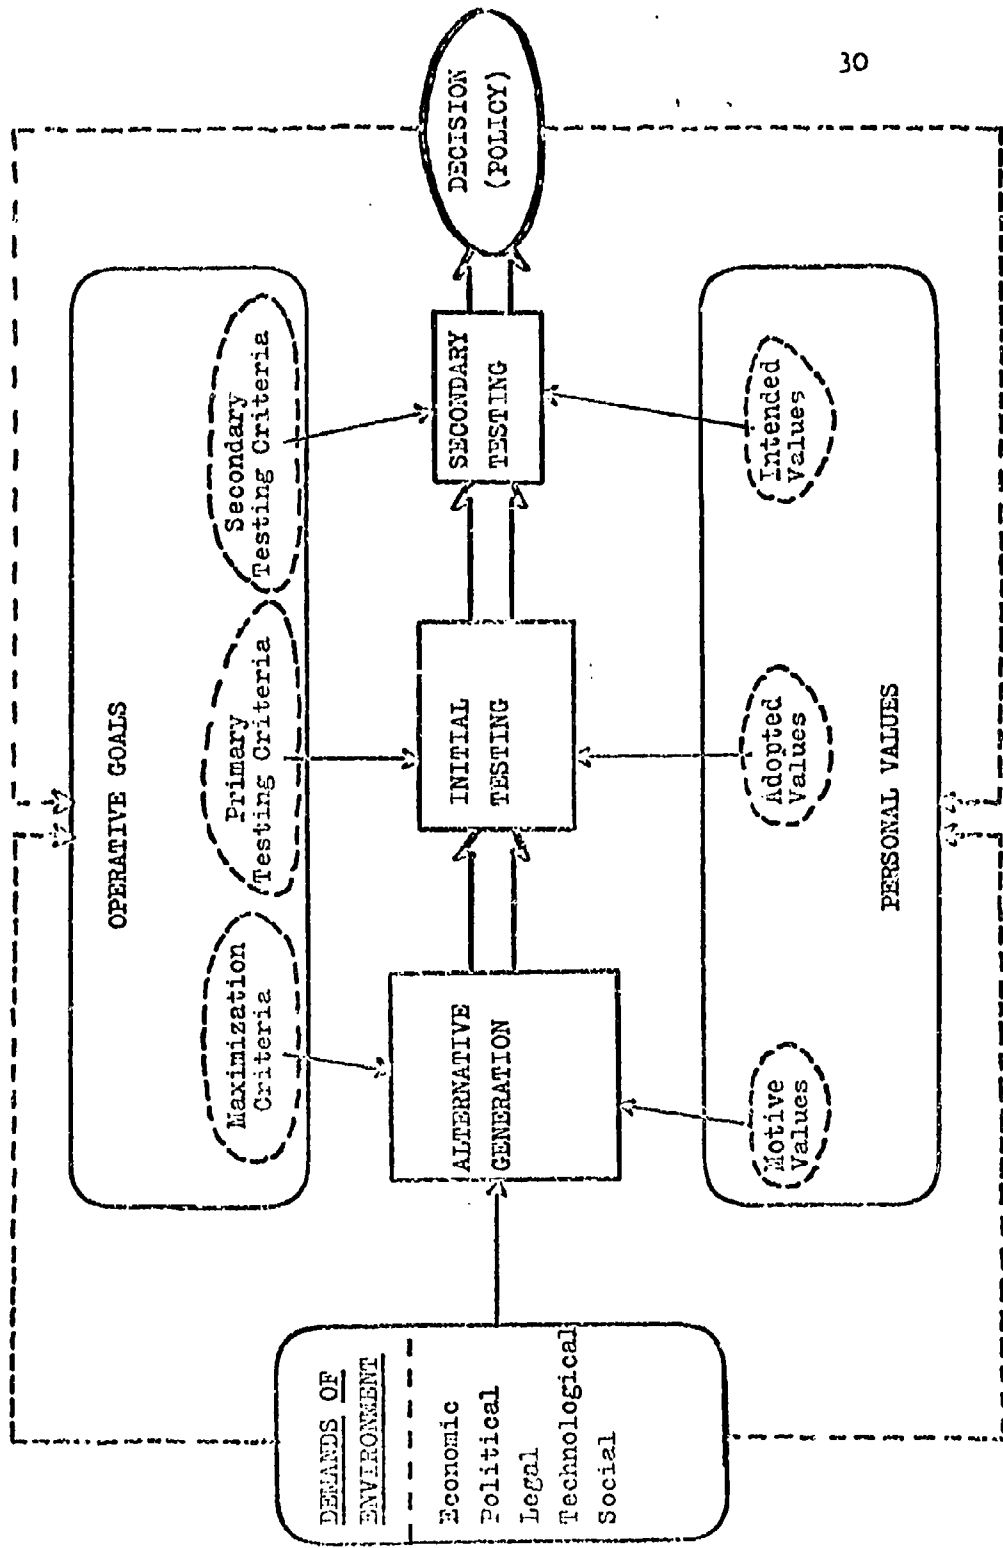 30
OPERATIVE GOALS
Maximization
Criteria
Primary
Testing Criteria
Secondary
Testing Criteria
DEMANDS OF
ENVIRONMENT
Economic
Political
Legal
Technological
Social
ALTERNATIVE
GENERATION
INITIAL
TESTING
SECONDARY
TESTING
DECISION
(POLICY)
Motive
Values
Adopted
Values
Intended
Values
PERSONAL VALUES